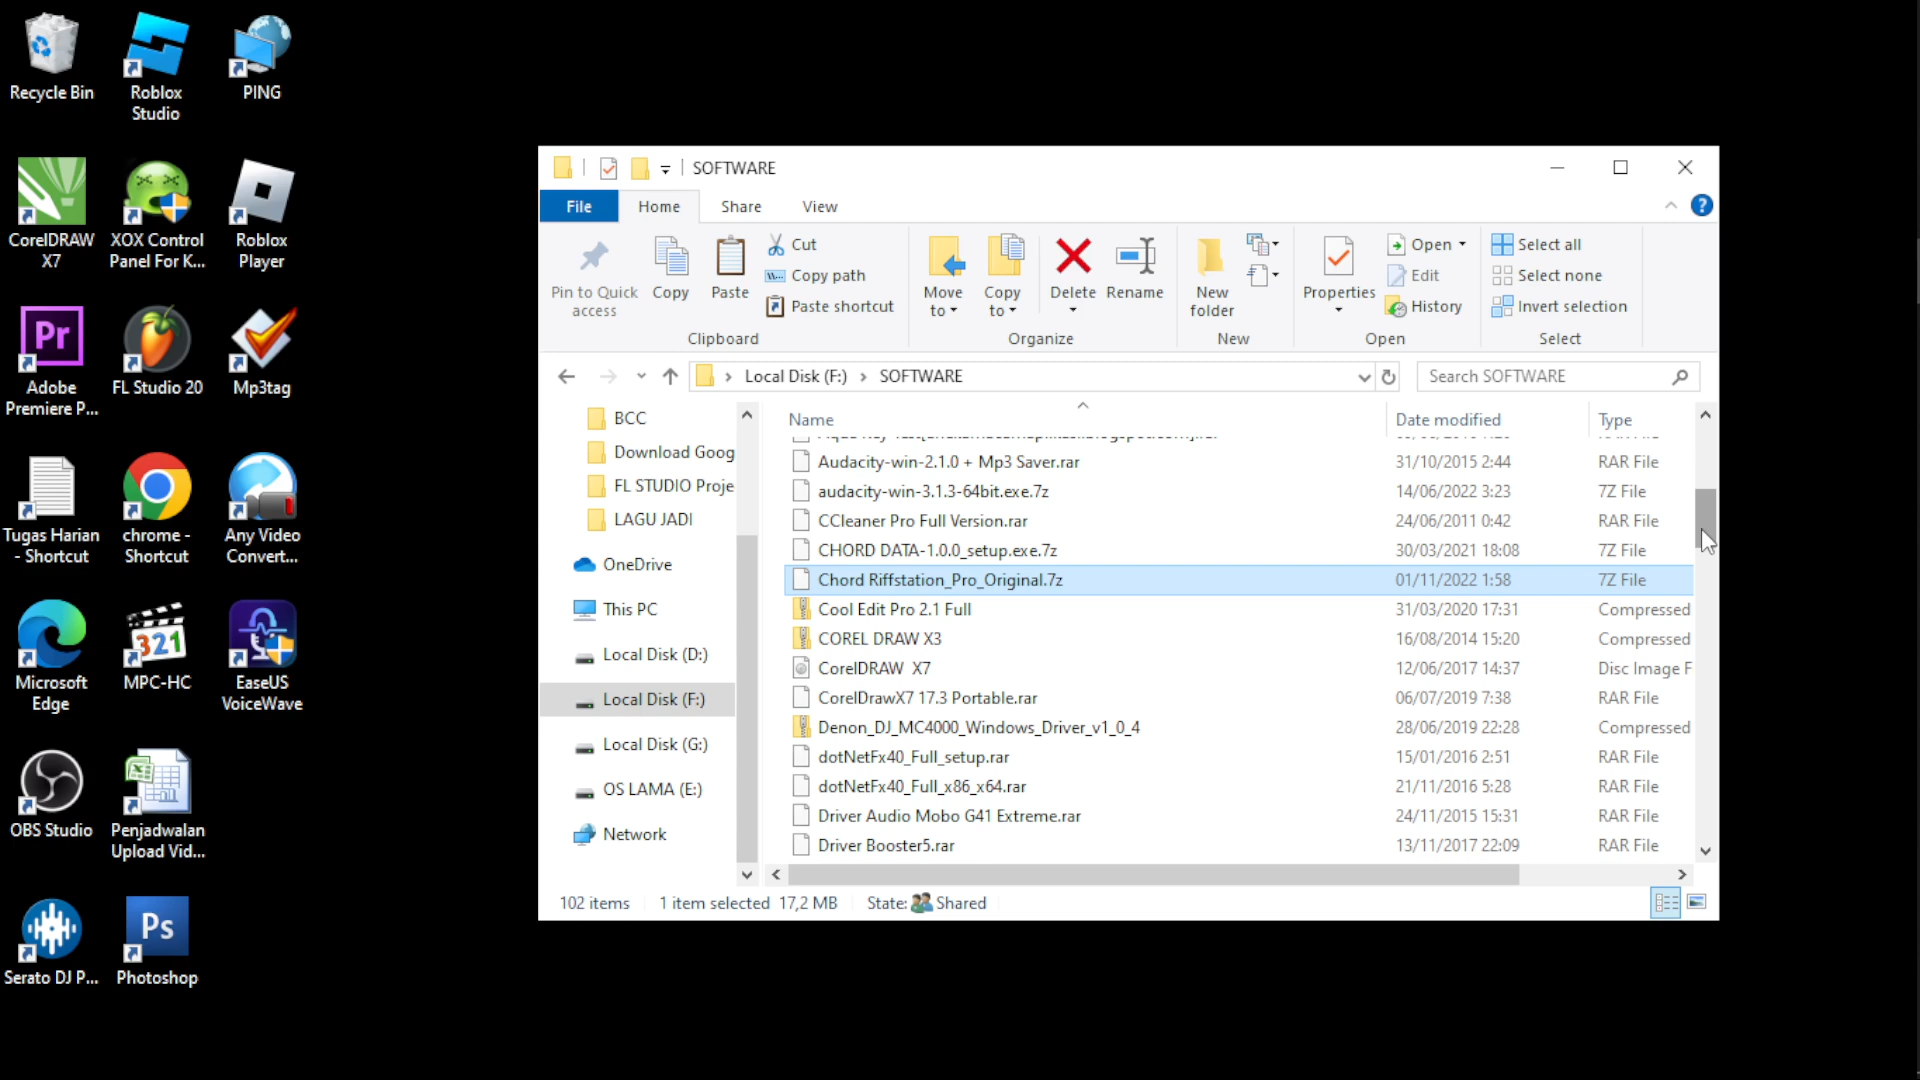 Recycle Bin
Roblox
Studio
PING
CorelDRAW
X7
XOX Control
Panel For K...
Roblox
Player
Adobe
Premiere P...
FL Studio 20
Mp3tag
Tugas Harian
- Shortcut
chrome -
Shortcut
Any Video
Convert...
Microsoft
Edge
321
MPC-HC
EaseUS
VoiceWave
OBS Studio
Penjadwalan
Upload Vid...
Serato DJ P...
Photoshop
Pr
Ps
SOFTWARE
File
Home
Share
View
Pin to Quick
access
Copy
Paste
Cut
Copy path
Paste shortcut
Clipboard
Move
to
Copy
to
Delete
Rename
Organize
New
folder
New
Properties
Open
Edit
History
Open
Select all
Select none
Invert selection
Select
Local Disk (F:) › SOFTWARE
Search SOFTWARE
BCC
Download Goog
FL STUDIO Proje
LAGU JADI
OneDrive
This PC
Local Disk (D:)
Local Disk (F:)
Local Disk (G:)
OS LAMA (E:)
Network
Name Date modified Type
Audacity-win-2.1.0 + Mp3 Saver.rar 31/10/2015 2:44 RAR File
audacity-win-3.1.3-64bit.exe.7z 14/06/2022 3:23 7Z File
CCleaner Pro Full Version.rar 24/06/2011 0:42 RAR File
CHORD DATA-1.0.0_setup.exe.7z 30/03/2021 18:08 7Z File
Chord Riffstation_Pro_Original.7z 01/11/2022 1:58 7Z File
Cool Edit Pro 2.1 Full 31/03/2020 17:31 Compressed
COREL DRAW X3 16/08/2014 15:20 Compressed
CorelDRAW X7 12/06/2017 14:37 Disc Image F
CorelDrawX7 17.3 Portable.rar 06/07/2019 7:38 RAR File
Denon_DJ_MC4000_Windows_Driver_v1_0_4 28/06/2019 22:28 Compressed
dotNetFx40_Full_setup.rar 15/01/2016 2:51 RAR File
dotNetFx40_Full_x86_x64.rar 21/11/2016 5:28 RAR File
Driver Audio Mobo G41 Extreme.rar 24/11/2015 15:31 RAR File
Driver Booster5.rar 13/11/2017 22:09 RAR File
102 items 1 item selected 17,2 MB State: Shared